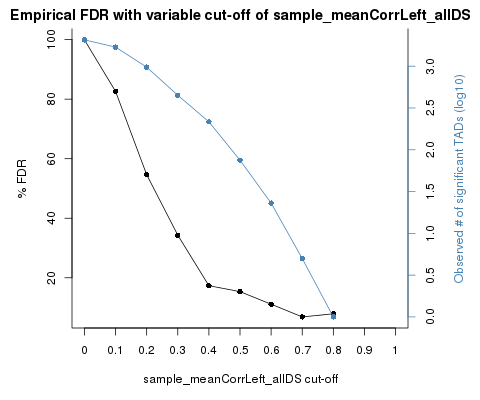 Empirical FDR with variable cut-off of sample_meanCorrLeft_allDS
% FDR
100
80
60
40
20
3.0
2.5
2.0
1.5
1.0
0.5
0.0
Observed # of significant TADs (log10)
0 0.1 0.2 0.3 0.4 0.5 0.6 0.7 0.8 0.9 1
sample_meanCorrLeft_allDS cut-off